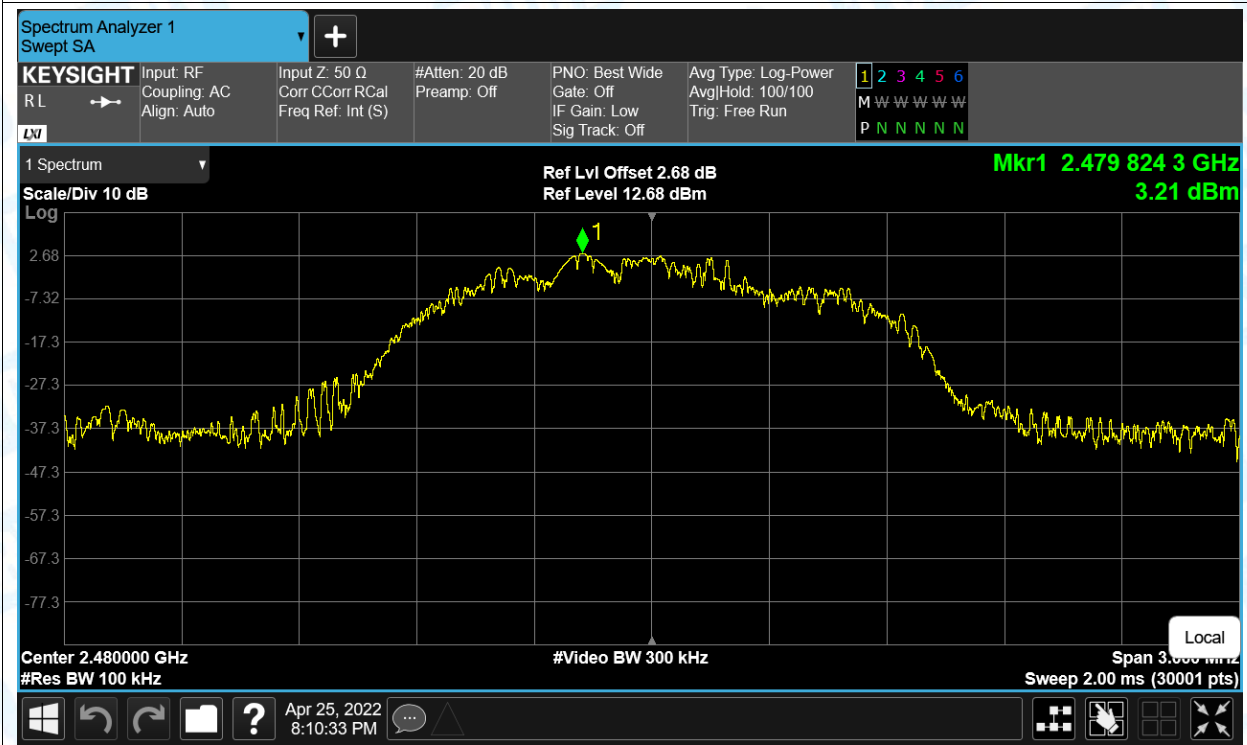 Spectrum Analyzer 1
Swept SA
+
KEYSIGHT
R L
LXI
Input: RF
Coupling: AC
Align: Auto
Input Z: 50 Ω
Corr CCorr RCal
Freq Ref: Int (S)
#Atten: 20 dB
Preamp: Off
PNO: Best Wide
Gate: Off
IF Gain: Low
Sig Track: Off
Avg Type: Log-Power
Avg|Hold: 100/100
Trig: Free Run
1 2 3 4 5 6
M W W W W W
P N N N N N
1 Spectrum
Scale/Div 10 dB
Log
Ref Lvl Offset 2.68 dB
Ref Level 12.68 dBm
Mkr1 2.479 824 3 GHz
3.21 dBm
1
2.68
-7.32
-17.3
-27.3
-37.3
-47.3
-57.3
-67.3
-77.3
Local
Center 2.480000 GHz
#Video BW 300 kHz
Span
#Res BW 100 kHz
Sweep 2.00 ms (30001 pts)
?
Apr 25, 2022
8:10:33 PM